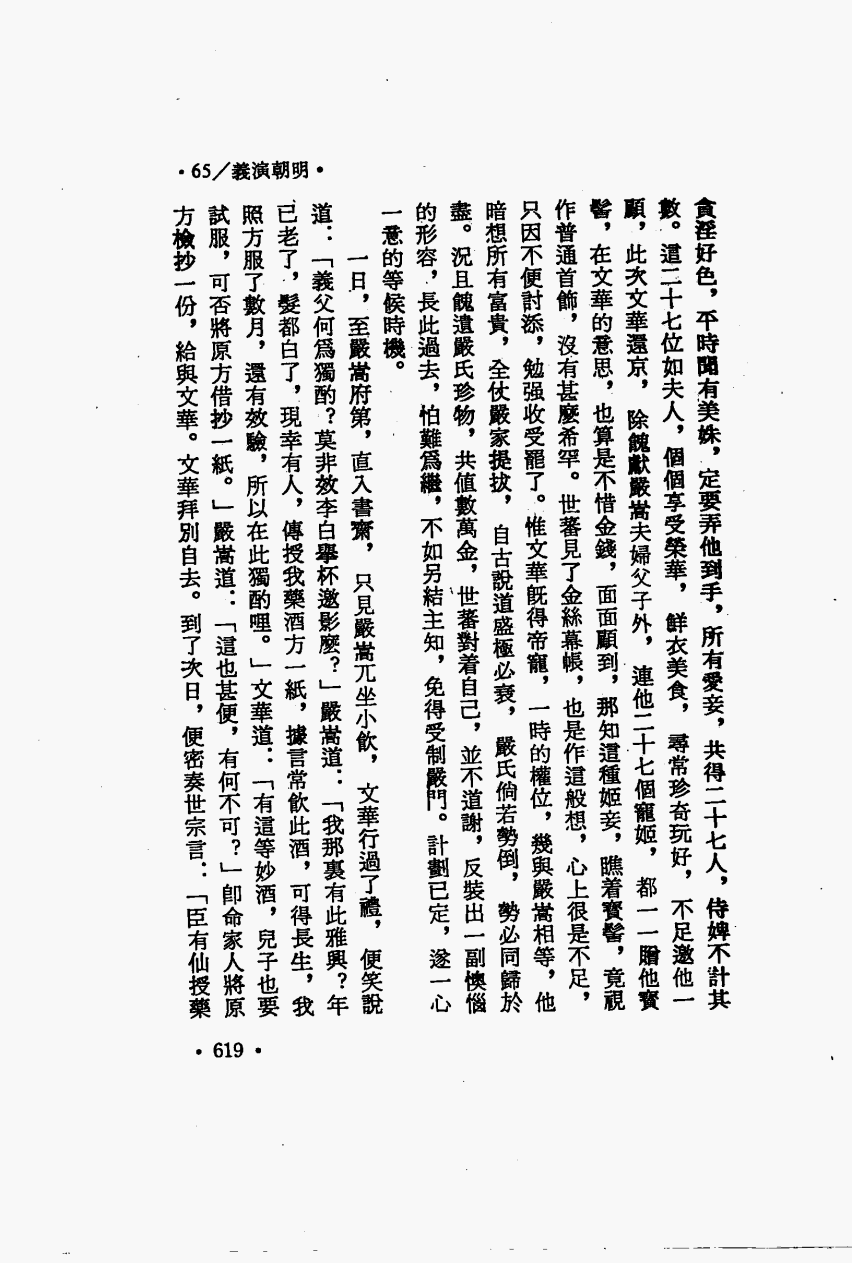 •65/義演朝明•
貪淫好色,平時聞有美姝,定要弄他到手,所有愛妾,共得二十七人,侍婢不計其
數。這二十七位如夫人,個個享受榮華,鮮衣美食,尋常珍奇玩好,不足邀他一
顧,此次文華還京,除餽獻嚴嵩夫婦父子外,連他二十七個寵姬,都一一贈他寳
髻,在文華的意思,也算是不惜金錢,面面顧到,那知這種姬妾,瞧着寳髻,竟視
作普通首飾,沒有甚麼希罕。世蕃見了金絲幕帳,也是作這般想,心上很是不足,
只因不便討添,勉强收受罷了。惟文華旣得帝寵,一時的權位,幾與嚴嵩相等,他
暗想所有富貴,全仗嚴家提拔,自古說道盛極必衰,嚴氏倘若勢倒,勢必同歸於
盡。況且餽遺嚴氏珍物,共值數萬金,世蕃對着自己,並不道謝,反裝出一副懊惱
的形容,長此過去,怕難爲繼,不如另結主知,免得受制嚴門。計劃已定,遂一心
一意的等候時機。
一日,至嚴嵩府第,直入書齋,只見嚴嵩兀坐小飲,文華行過了禮,便笑說
道:「義父何爲獨酌?莫非效李白舉杯邀影麼?」嚴嵩道:「我那裏有此雅興?年
已老了,髮都白了,現幸有人,傳授我藥酒方一紙,據言常飲此酒,可得長生,我
照方服了數月,還有效驗,所以在此獨酌哩。」文華道:「有這等妙酒,兒子也要
試服,可否將原方借抄一紙。」嚴嵩道:「這也甚便,有何不可?」卽命家人將原
方檢抄一份,給與文華。文華拜別自去。到了次日,便密奏世宗言:「臣有仙授藥
•619•